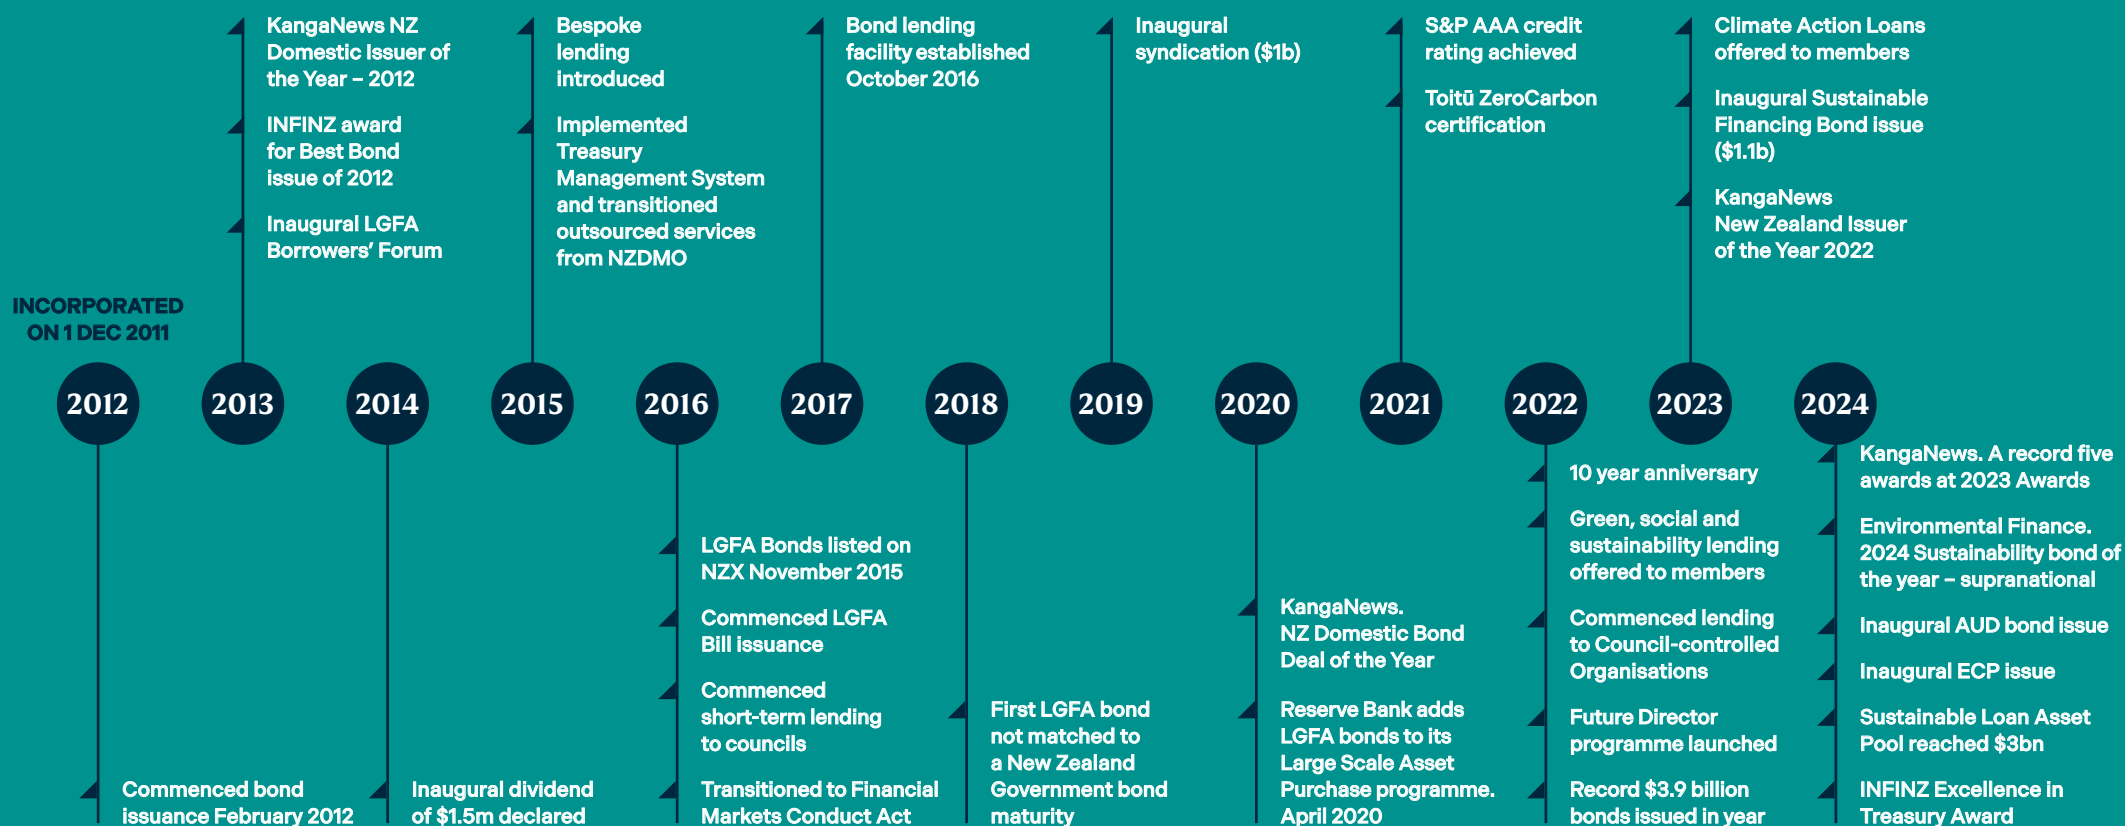 KangaNews NZ
Domestic Issuer of
the Year – 2012
INFINZ award
for Best Bond
issue of 2012
Inaugural LGFA
Borrowers’ Forum
Bespoke
lending
introduced
Implemented
Treasury
Management System
and transitioned
outsourced services
from NZDMO
Bond lending
facility established
October 2016
Inaugural
syndication ($1b)
S&P AAA credit
rating achieved
Toitū ZeroCarbon
certification
Climate Action Loans
offered to members
Inaugural Sustainable
Financing Bond issue
($1.1b)
KangaNews
New Zealand Issuer
of the Year 2022
INCORPORATED
ON 1 DEC 2011
2012
2013
2014
2015
2016
2017
2018
2019
2020
2021
2022
2023
2024
Commenced bond
issuance February 2012
Inaugural dividend
of $1.5m declared
LGFA Bonds listed on
NZX November 2015
Commenced LGFA
Bill issuance
Commenced
short-term lending
to councils
Transitioned to Financial
Markets Conduct Act
First LGFA bond
not matched to
a New Zealand
Government bond
maturity
KangaNews.
NZ Domestic Bond
Deal of the Year
Reserve Bank adds
LGFA bonds to its
Large Scale Asset
Purchase programme.
April 2020
10 year anniversary
Green, social and
sustainability lending
offered to members
Commenced lending
to Council-controlled
Organisations
Future Director
programme launched
Record $3.9 billion
bonds issued in year
KangaNews. A record five
awards at 2023 Awards
Environmental Finance.
2024 Sustainability bond of
the year – supranational
Inaugural AUD bond issue
Inaugural ECP issue
Sustainable Loan Asset
Pool reached $3bn
INFINZ Excellence in
Treasury Award